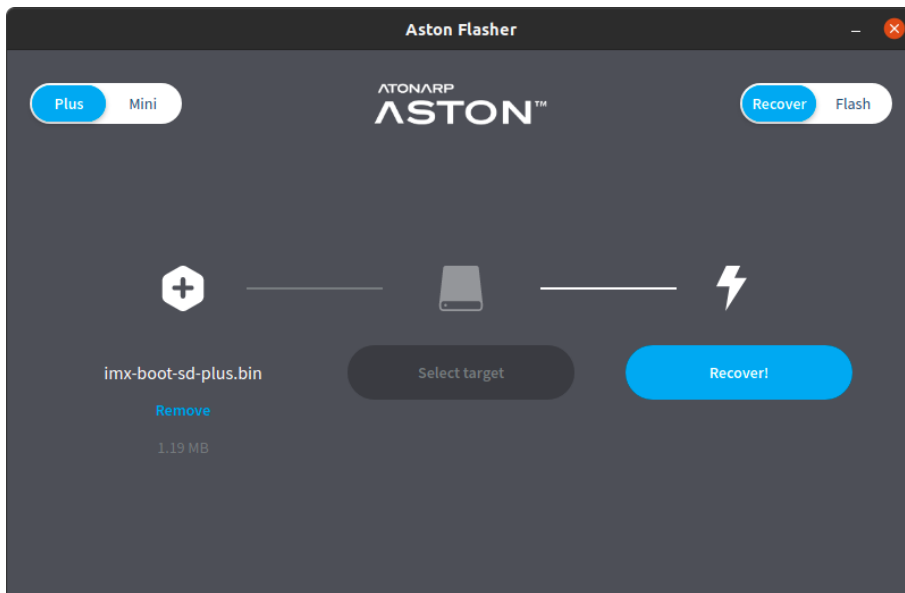 Aston Flasher
Plus Mini
ATONARP
ASTON™
Recover Flash
imx-boot-sd-plus.bin
Select target
Recover!
Remove
1.19 MB